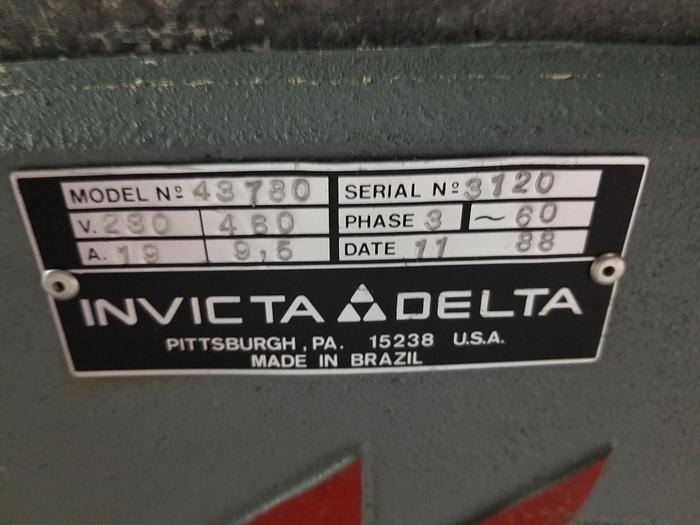 MODEL Nº 43780 SERIAL Nº 3120
V. 230 460 PHASE 3 ~ 60
A. 19 9,5 DATE 11 88
INVICTA DELTA
PITTSBURGH, PA. 15238 U.S.A.
MADE IN BRAZIL